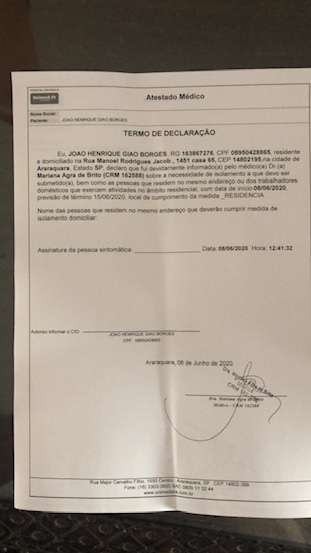 Atestado Médico
Nome Social:
Paciente: JOAO HENRIQUE GIAO BORGES
TERMO DE DECLARAÇÃO
Eu, JOAO HENRIQUE GIAO BORGES, RG 163867276, CPF 08950428865, residente
e domiciliado na Rua Manoel Rodrigues Jacob , 1451 casa 65, CEP 14802195,na cidade de
Araraquara, Estado SP, declaro que fui devidamente informado(a) pelo médico(a) Dr.(a)
Mariana Agra de Brito (CRM 162588) sobre a necessidade de isolamento a que devo ser
submetido(a), bem como as pessoas que residem no mesmo endereço ou dos trabalhadores
domésticos que exercem atividades no âmbito residencial, com data de início 08/06/2020,
previsão de término 15/06/2020, local de cumprimento da medida _RESIDENCIA
Nome das pessoas que residem no mesmo endereço que deverão cumprir medida de
isolamento domiciliar:
Assinatura da pessoa sintomática: Data: 08/06/2020 Hora: 12:41:32
Autorizo informar o CID:
JOAO HENRIQUE GIAO BORGES
CPF: 08950428865
Araraquara, 08 de Junho de 2020.
Dra. Mariana Agra de Brito
Médico - CRM 162588
Rua Major Carvalho Filho, 1550 Centro Araraquara, SP CEP 14802-369
Fone: (16) 3303-3900 SAC 0800 11 32 44